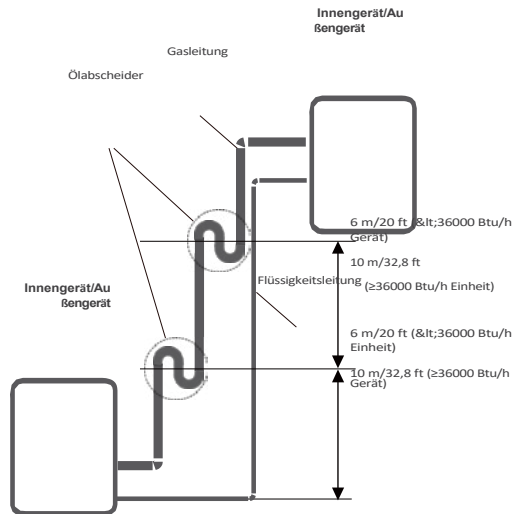 Innengerät/Au
ßengerät
Gasleitung
Ölabscheider
6 m/20 ft (&lt;36000 Btu/h
Gerät)
10 m/32,8 ft
(≥36000 Btu/h Einheit)
Flüssigkeitsleitung
Innengerät/Au
ßengerät
6 m/20 ft (&lt;36000 Btu/h
Einheit)
10 m/32,8 ft (≥36000 Btu/h
Gerät)